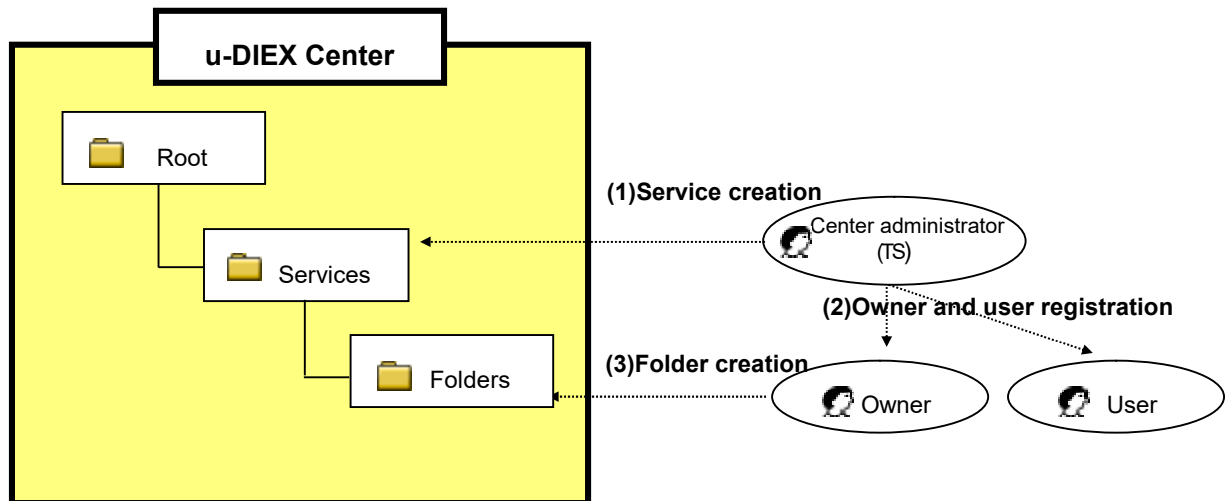 u-DIEX Center
Root
(1)Service creation
Center administrator
(TS)
Services
(2)Owner and user registration
(3)Folder creation
Folders
Owner
User